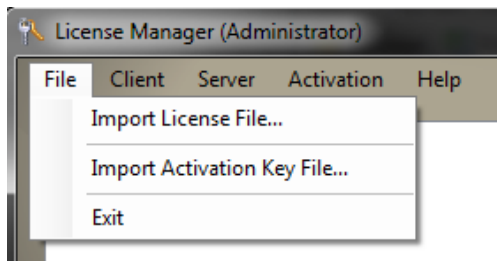 License Manager (Administrator)
File Client Server Activation Help
Import License File...
Import Activation Key File...
Exit